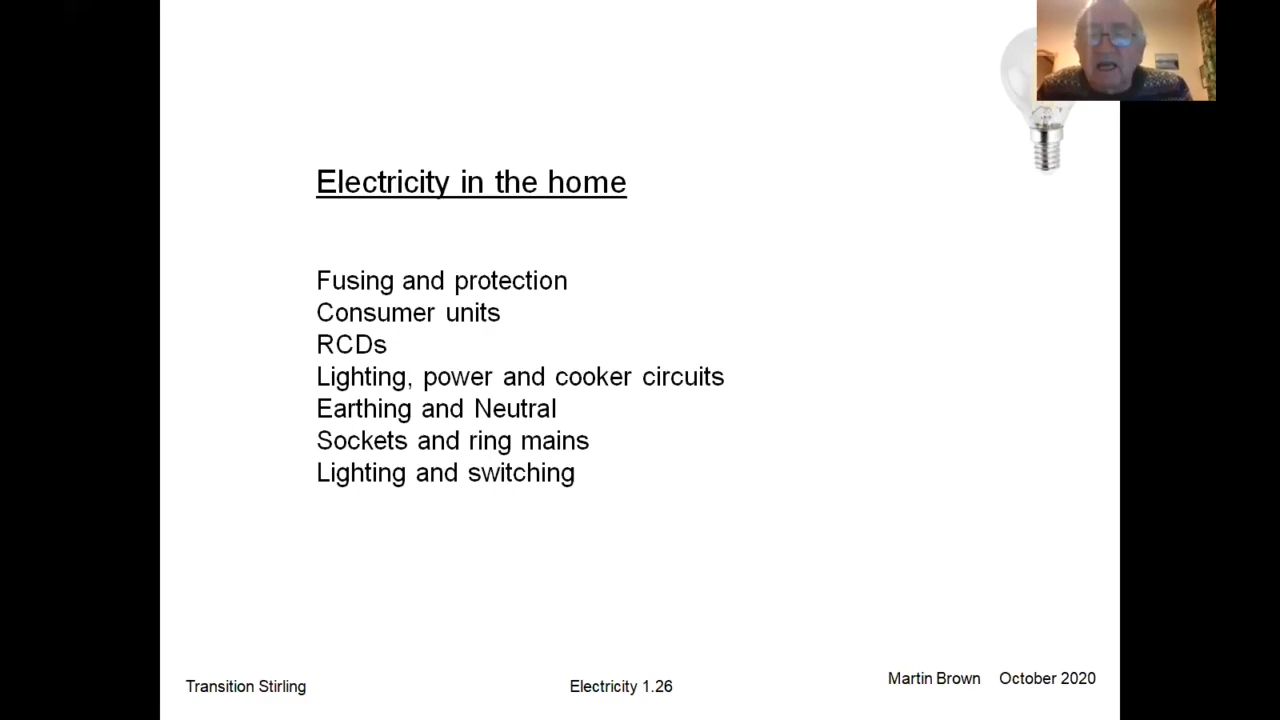 Electricity in the home
Fusing and protection
Consumer units
RCDs
Lighting, power and cooker circuits
Earthing and Neutral
Sockets and ring mains
Lighting and switching
Transition Stirling
Electricity 1.26
Martin Brown October 2020